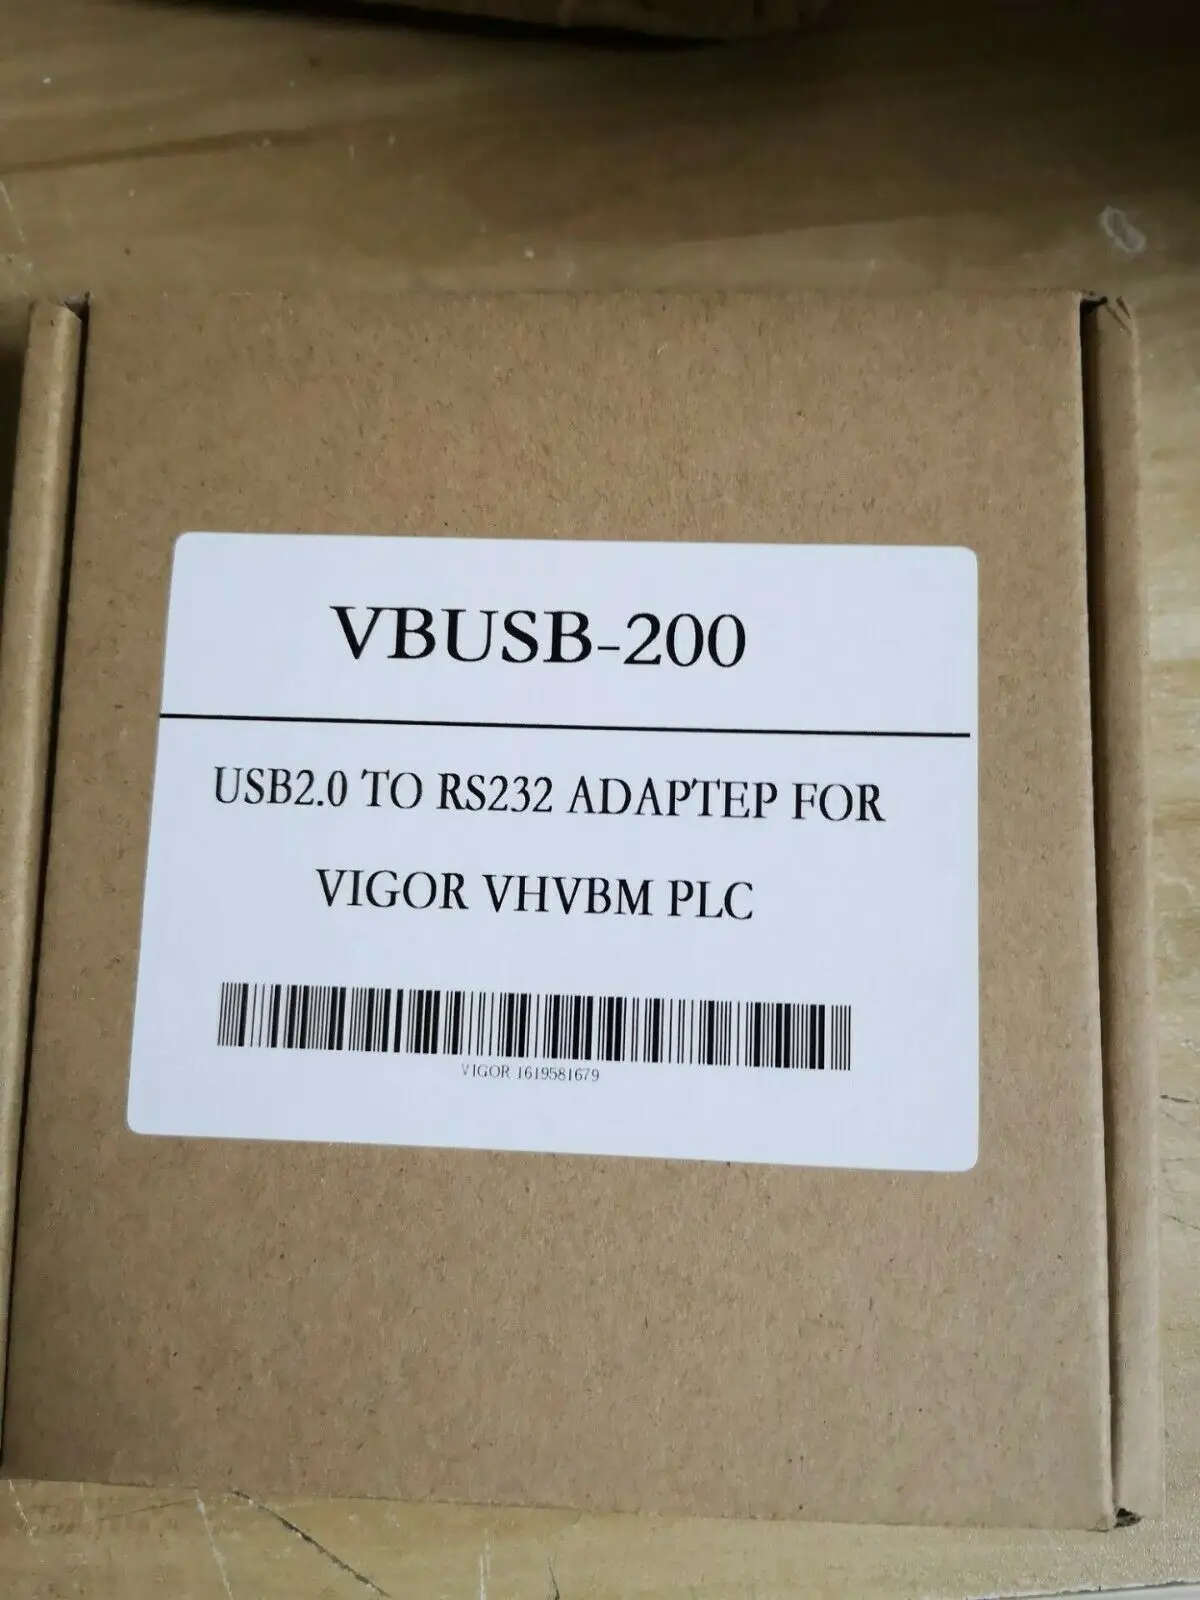 VBUSB-200
USB2.0 TO RS232 ADAPTEP FOR
VIGOR VHVBM PLC
VIGOR 1619581679